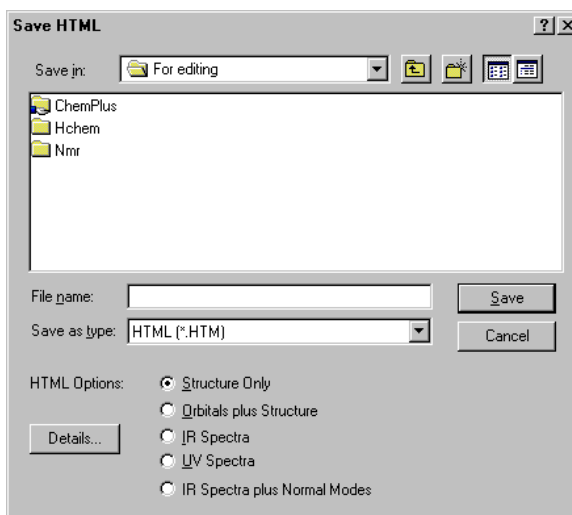 Save HTML
Save in: For editing
ChemPlus
Hchem
Nmr
File name: Save
Save as type: HTML (*.HTM) Cancel
HTML Options: Structure Only
Orbitals plus Structure
Details... IR Spectra
UV Spectra
IR Spectra plus Normal Modes